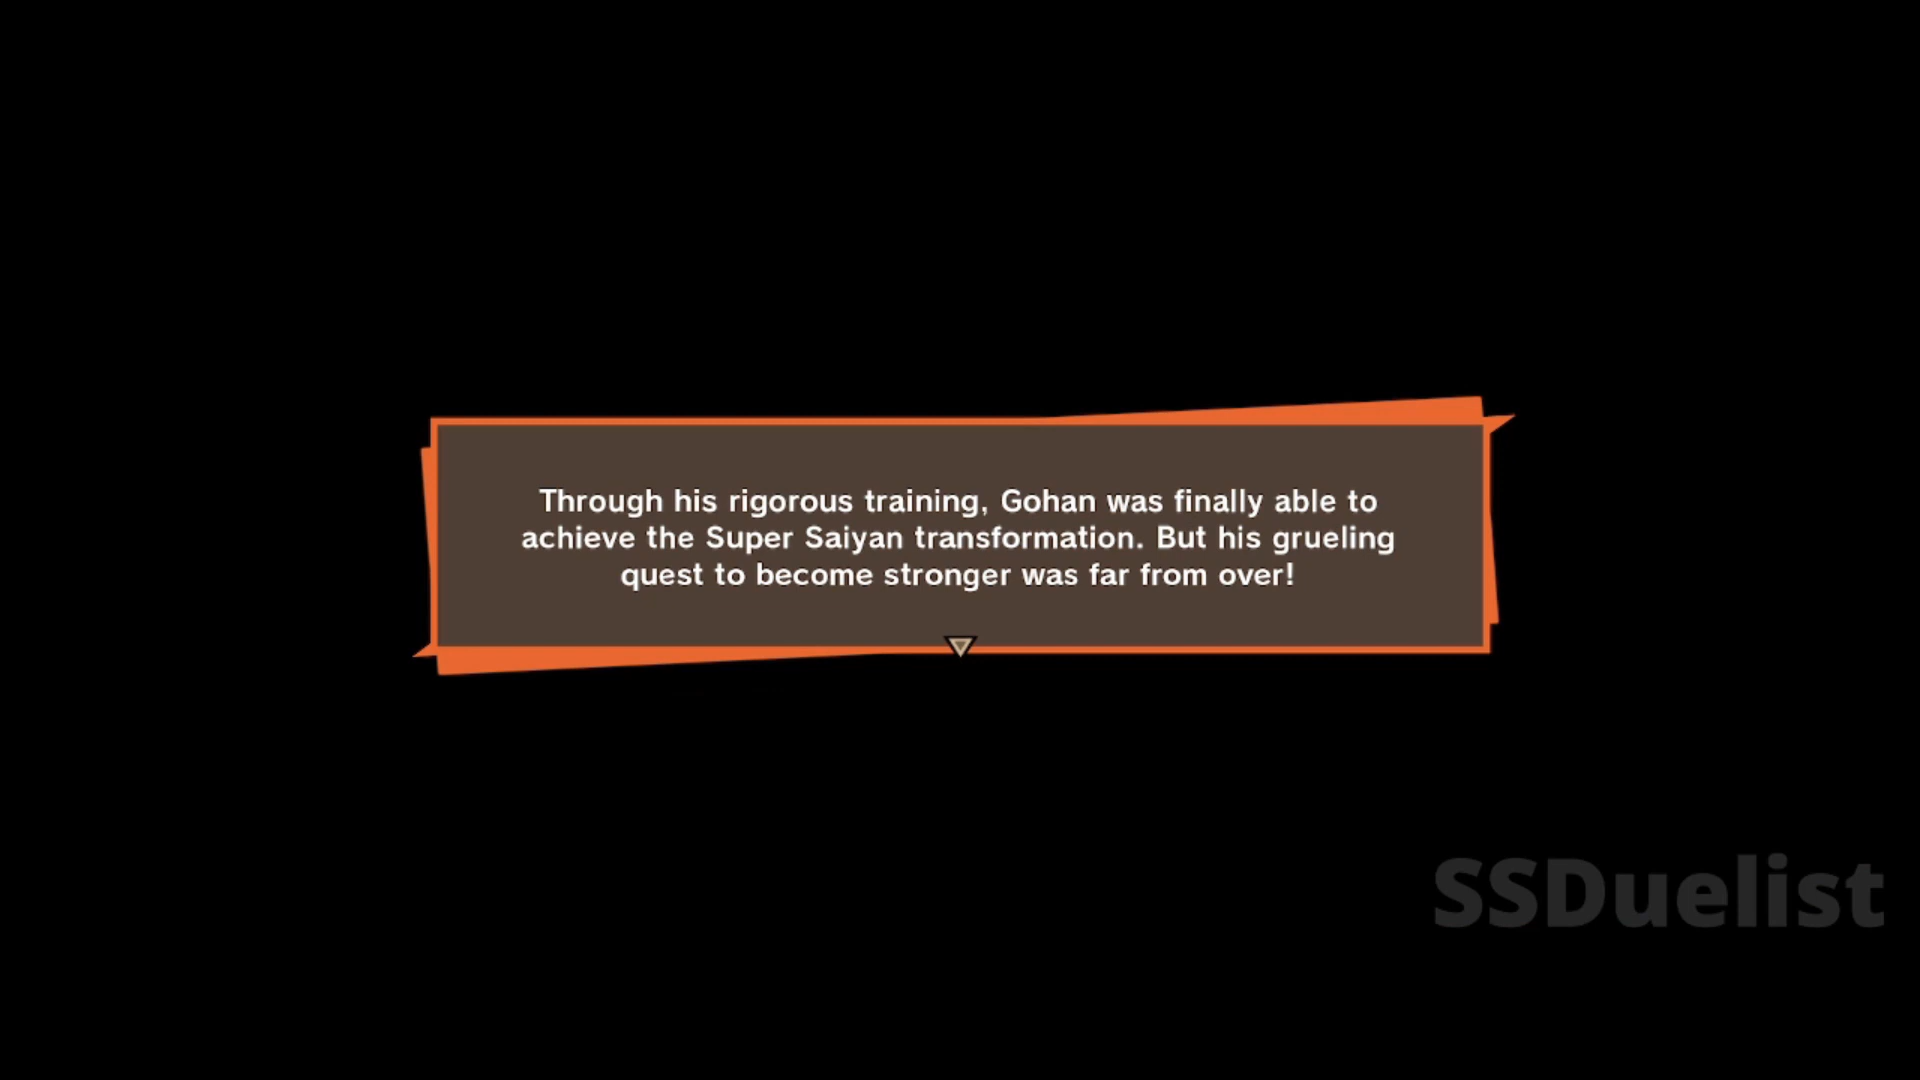 Through his rigorous training, Gohan was finally able to
achieve the Super Saiyan transformation. But his grueling
quest to become stronger was far from over!
SSDuelist